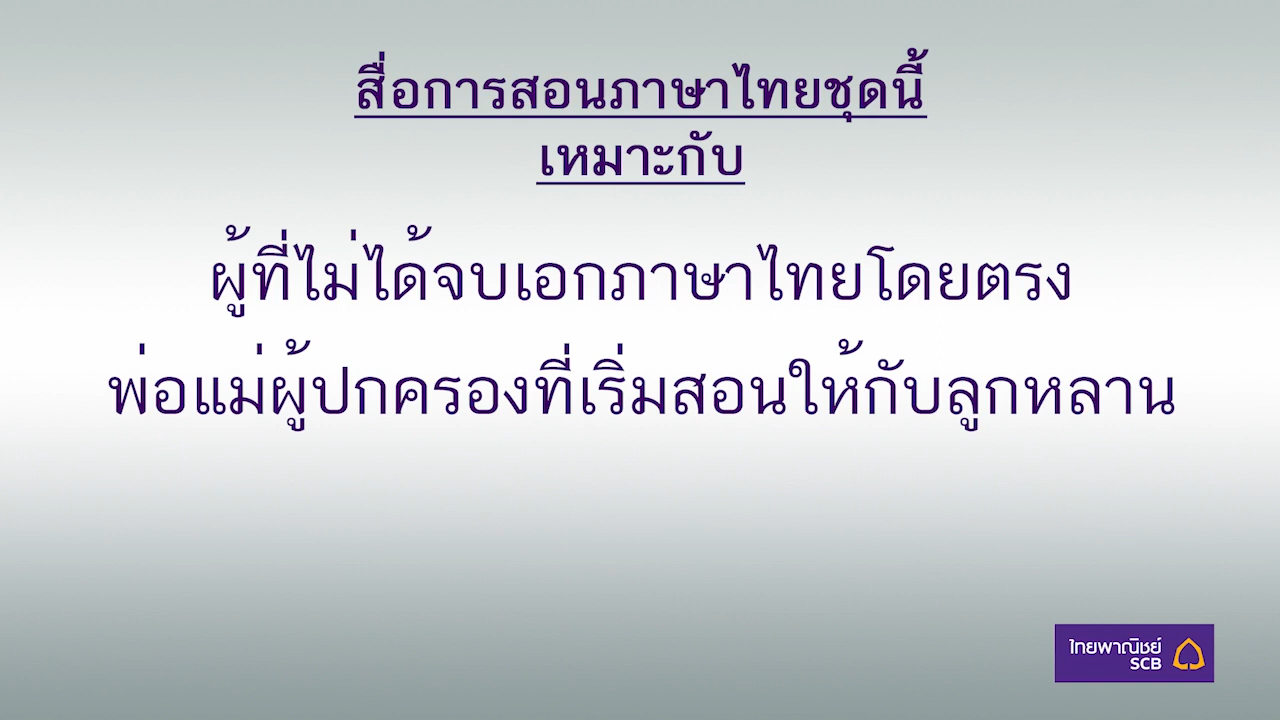 สื่อการสอนภาษาไทยชุดนี้
เหมาะกับ
ผู้ที่ไม่ได้จบเอกภาษาไทยโดยตรง
พ่อแม่ผู้ปกครองที่เริ่มสอนให้กับลูกหลาน
ไทยพาณิชย์
SCB